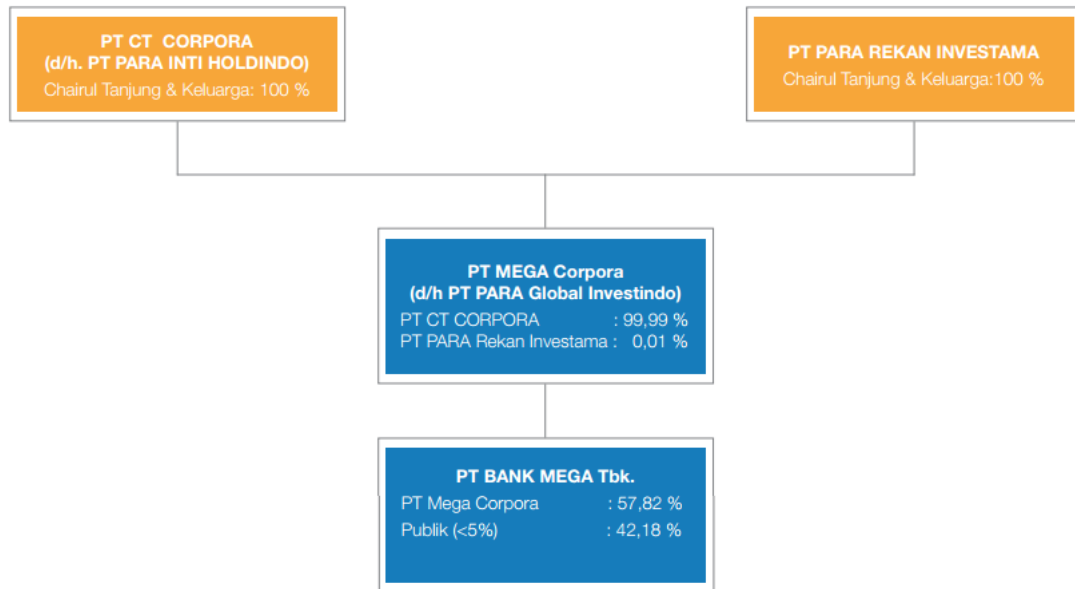 PT CT CORPORA
(d/h. PT PARA INTI HOLDINDO)
Chairul Tanjung & Keluarga: 100 %
PT PARA REKAN INVESTAMA
Chairul Tanjung & Keluarga:100 %
PT MEGA Corpora
(d/h PT PARA Global Investindo)
PT CT CORPORA : 99,99 %
PT PARA Rekan Investama : 0,01 %
PT BANK MEGA Tbk.
PT Mega Corpora : 57,82 %
Publik (<5%) : 42,18 %